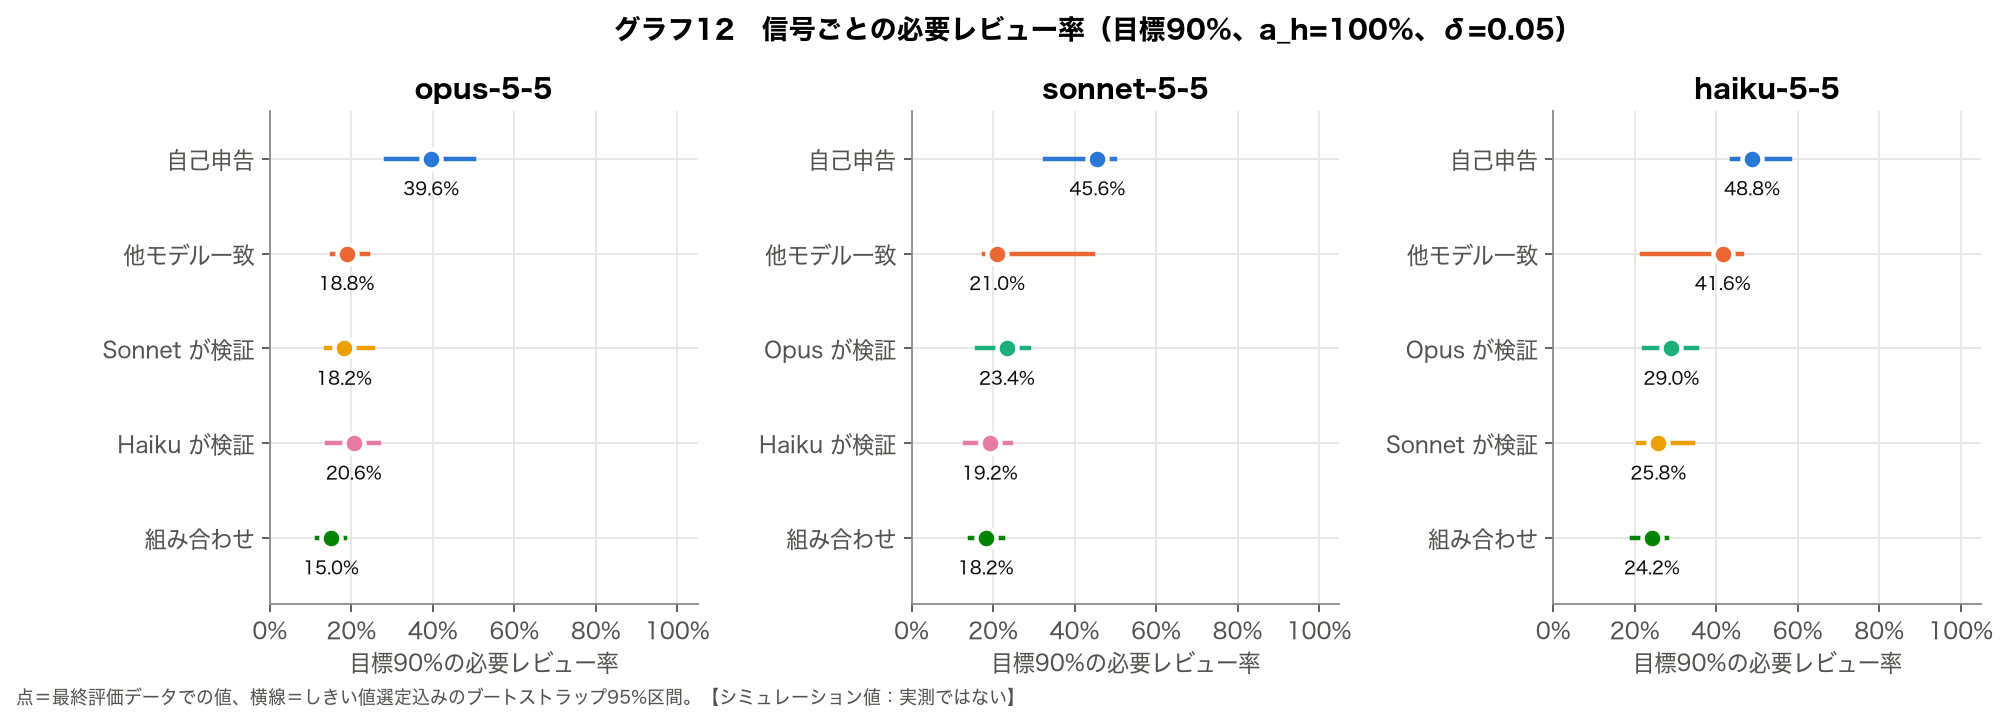 グラフ12　信号ごとの必要レビュー率（目標90%、a_h=100%、δ=0.05）
opus-5-5
自己申告
39.6%
他モデル一致
18.8%
Sonnet が検証
18.2%
Haiku が検証
20.6%
組み合わせ
15.0%
0% 20% 40% 60% 80% 100%
目標90%の必要レビュー率
sonnet-5-5
自己申告
45.6%
他モデル一致
21.0%
Opus が検証
23.4%
Haiku が検証
19.2%
組み合わせ
18.2%
0% 20% 40% 60% 80% 100%
目標90%の必要レビュー率
haiku-5-5
自己申告
48.8%
他モデル一致
41.6%
Opus が検証
29.0%
Sonnet が検証
25.8%
組み合わせ
24.2%
0% 20% 40% 60% 80% 100%
目標90%の必要レビュー率
点＝最終評価データでの値、横線＝しきい値選定込みのブートストラップ95%区間。【シミュレーション値：実測ではない】